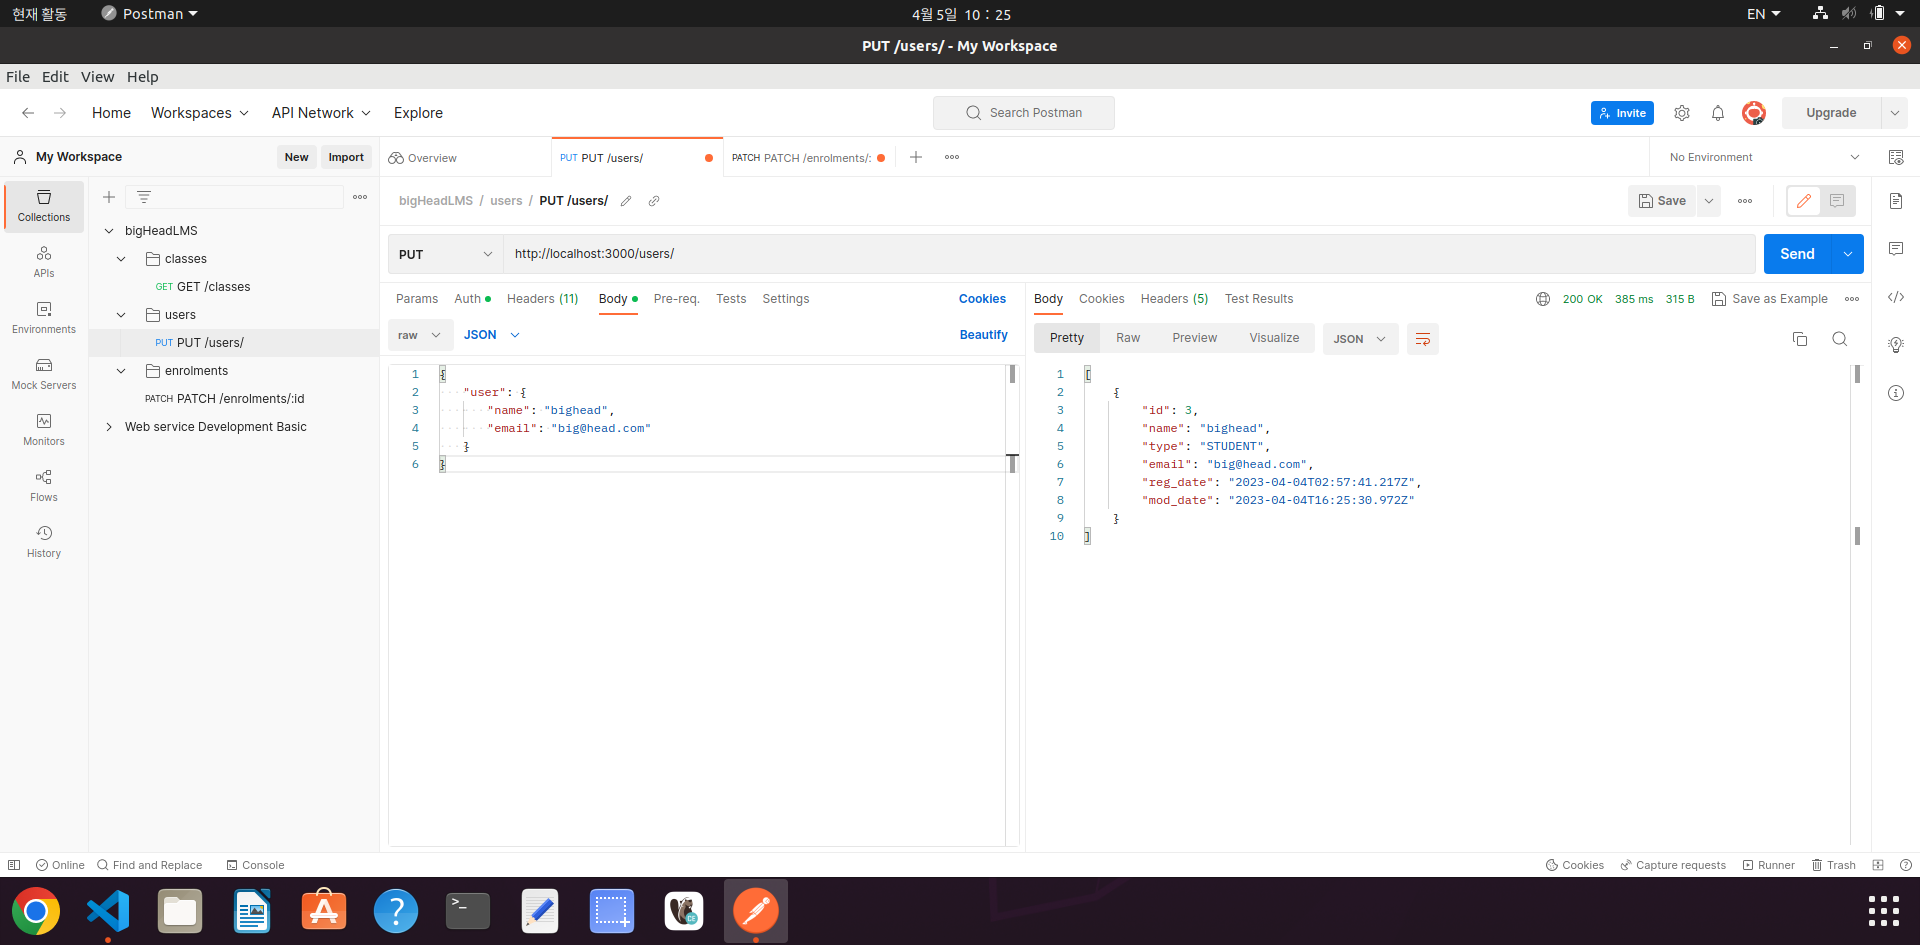 현재 활동
Postman
4월 5일 10 : 25
EN
PUT /users/ - My Workspace
File Edit View Help
Home Workspaces API Network Explore
Search Postman
Invite
Upgrade
My Workspace
New Import
Overview
PUT PUT /users/
PATCH PATCH /enrolments/:
No Environment
Collections
APIs
Environments
Mock Servers
Monitors
Flows
History
bigHeadLMS
classes
GET GET /classes
users
PUT PUT /users/
enrolments
PATCH PATCH /enrolments/:id
Web service Development Basic
bigHeadLMS / users / PUT /users/
Save
PUT
http://localhost:3000/users/
Send
Params Auth Headers (11) Body Pre-req. Tests Settings
Cookies
raw JSON
Beautify
1 {
2 "user": {
3 "name": "bighead",
4 "email": "big@head.com"
5 }
6 }
Body Cookies Headers (5) Test Results
200 OK 385 ms 315 B Save as Example
Pretty Raw Preview Visualize JSON
1 [
2 {
3 "id": 3,
4 "name": "bighead",
5 "type": "STUDENT",
6 "email": "big@head.com",
7 "reg_date": "2023-04-04T02:57:41.217Z",
8 "mod_date": "2023-04-04T16:25:30.972Z"
9 }
10 ]
Online Find and Replace Console
Cookies Capture requests Runner Trash
>_
?
CE